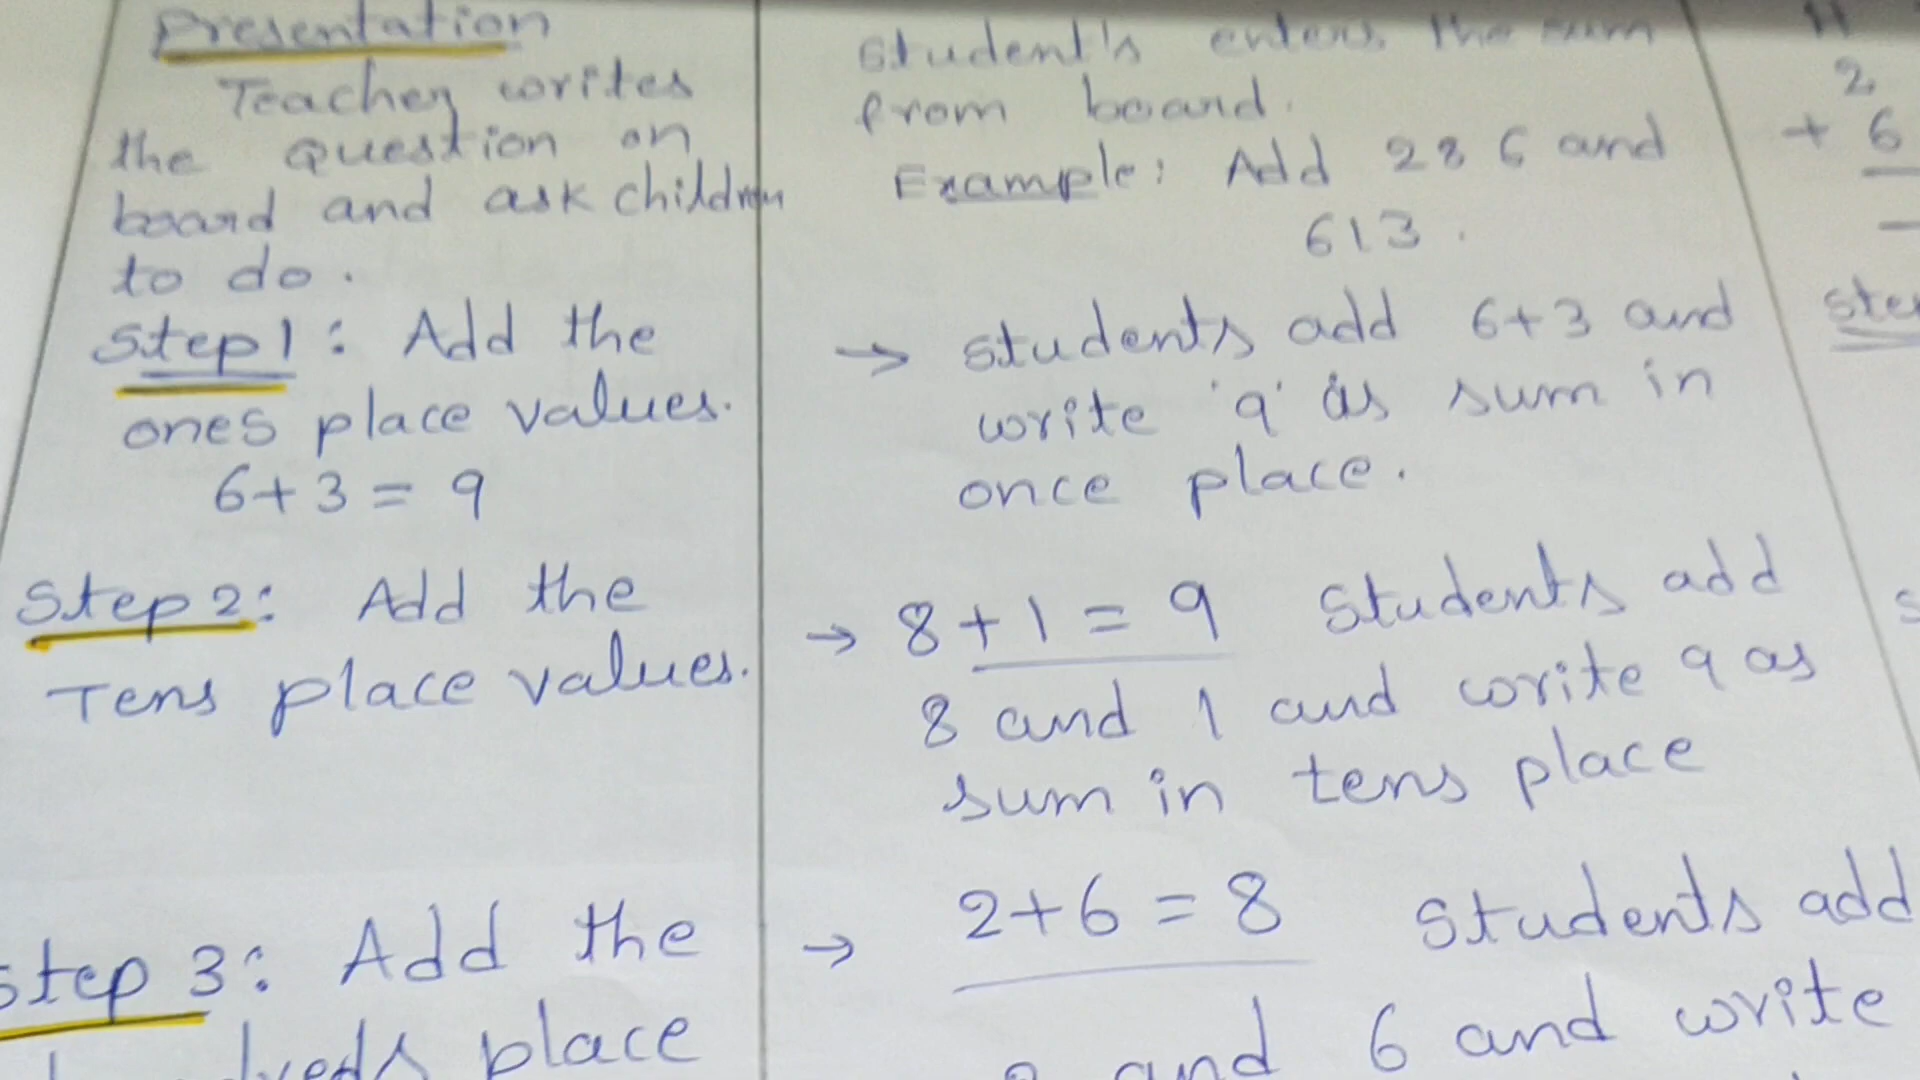 Presentation
Teacher writes
the Question on
board and ask children
to do.
Step 1: Add the
ones place values.
6+3=9
Step 2: Add the
Tens place values.
Step 3: Add the
place
Student's enters the sum
from board.
Example: Add 286 and
613.
→ Students add 6+3 and
write '9' as sum in
once place.
→ 8+1=9 Students add
8 and 1 and write 9 as
sum in tens place
→ 2+6=8 Students add
and 6 and write
2
+ 6